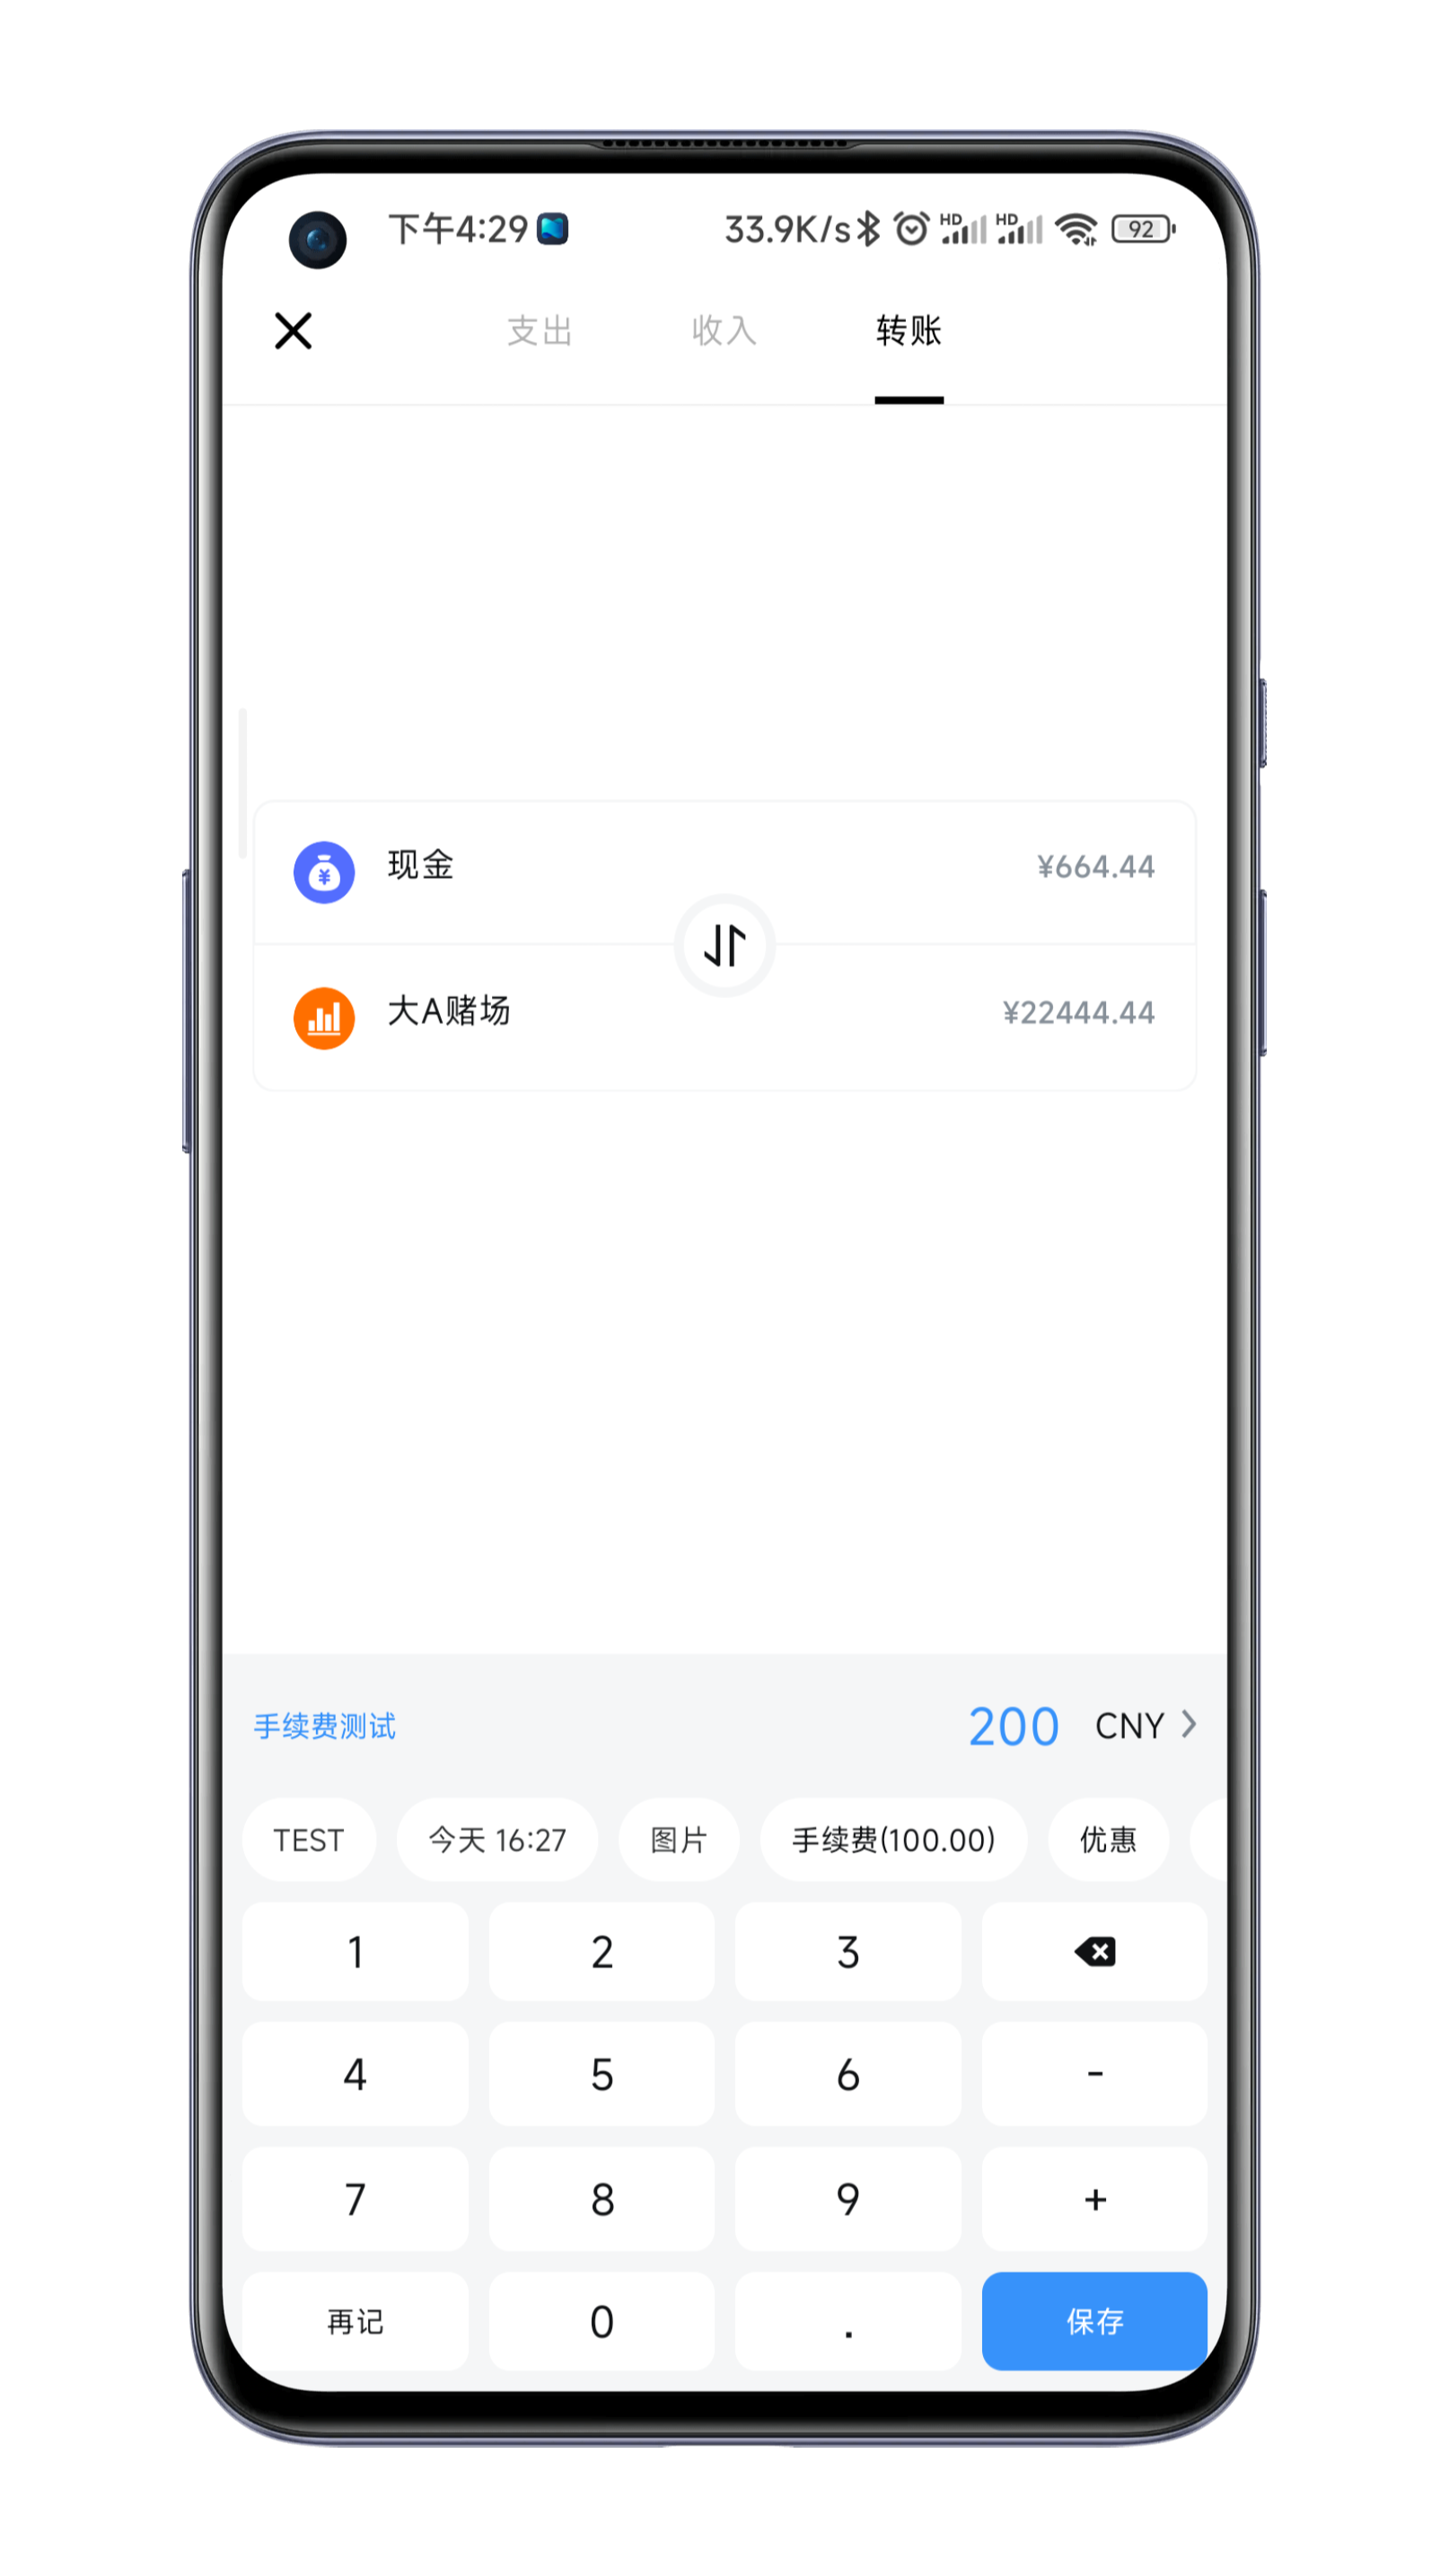 下午4:29 33.9K/s HD HD 92
支出 收入 转账
现金 ¥664.44
大A赌场 ¥22444.44
手续费测试 200 CNY
TEST 今天 16:27 图片 手续费(100.00) 优惠
1 2 3
4 5 6 -
7 8 9 +
再记 0 . 保存